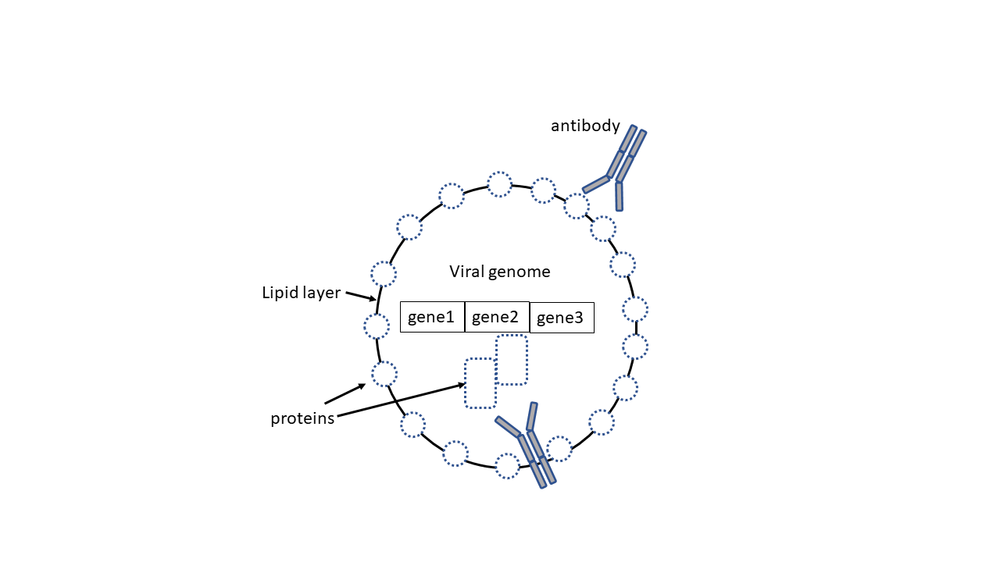 antibody
Viral genome
Lipid layer
gene1 gene2 gene3
proteins